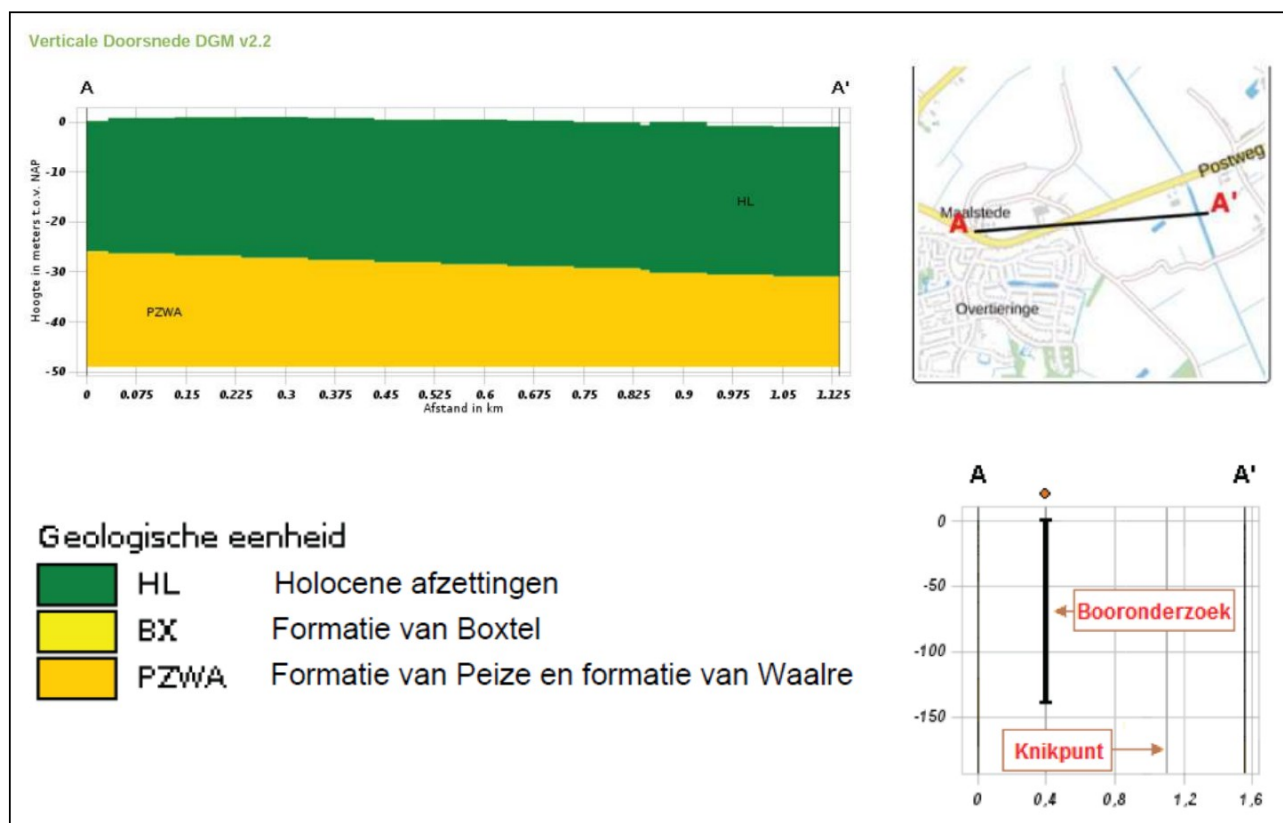 Verticale Doorsnede DGM v2.2
A A'
Hoogte in meters t.o.v. NAP
0
-10
-20
-30
-40
-50
HL
PZWA
0 0.075 0.15 0.225 0.3 0.375 0.45 0.525 0.6 0.675 0.75 0.825 0.9 0.975 1.05 1.125
Afstand in km
Postweg
Maalstede
A A'
Overtieringe
Geologische eenheid
HL Holocene afzettingen
BX Formatie van Boxtel
PZWA Formatie van Peize en formatie van Waalre
A A'
0
-50
-100
-150
Booronderzoek
Knikpunt
0 0,4 0,8 1,2 1,6